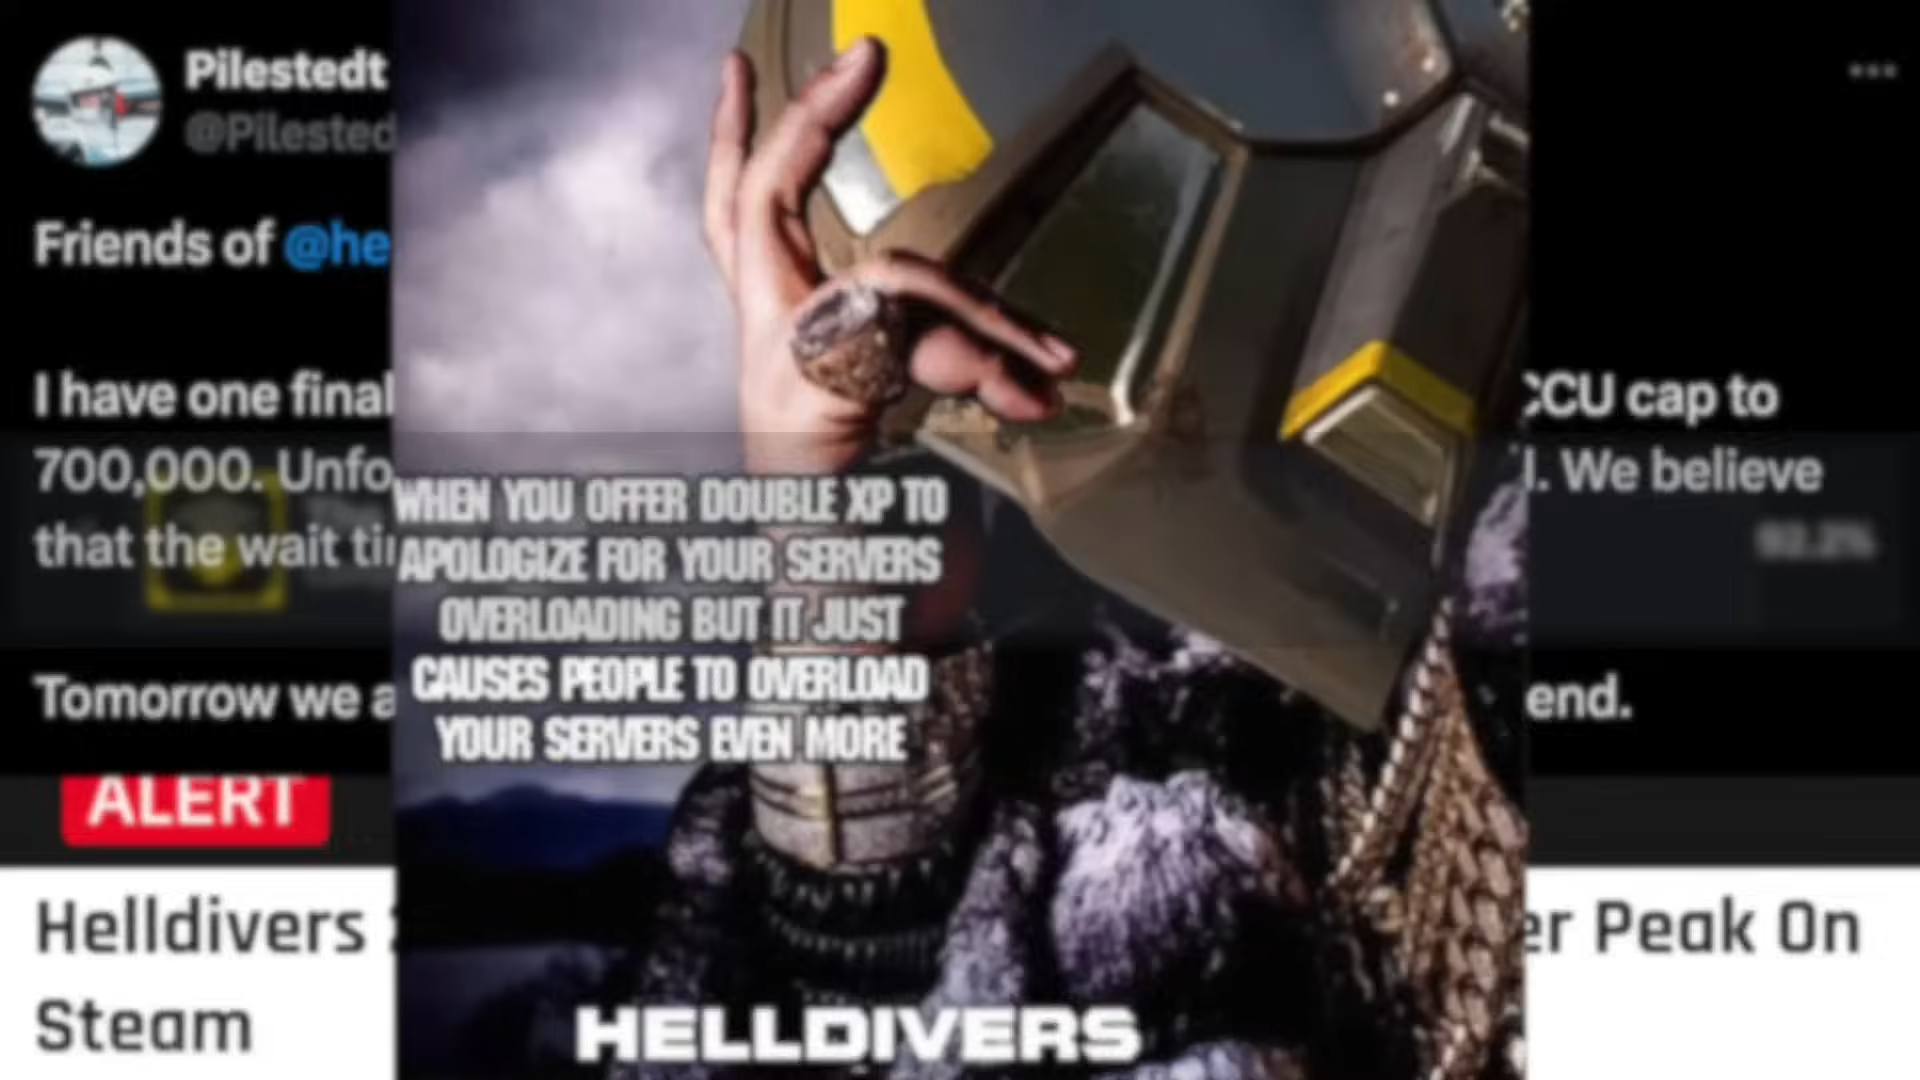 Pilestedt
@Pilested
Friends of @he
I have one final
CCU cap to
700,000. Unfo
d. We believe
that the wait ti
92.2%
Tomorrow we a
end.
WHEN YOU OFFER DOUBLE XP TO
APOLOGIZE FOR YOUR SERVERS
OVERLOADING BUT IT JUST
CAUSES PEOPLE TO OVERLOAD
YOUR SERVERS EVEN MORE
ALERT
Helldivers
er Peak On
Steam
HELLDIVERS